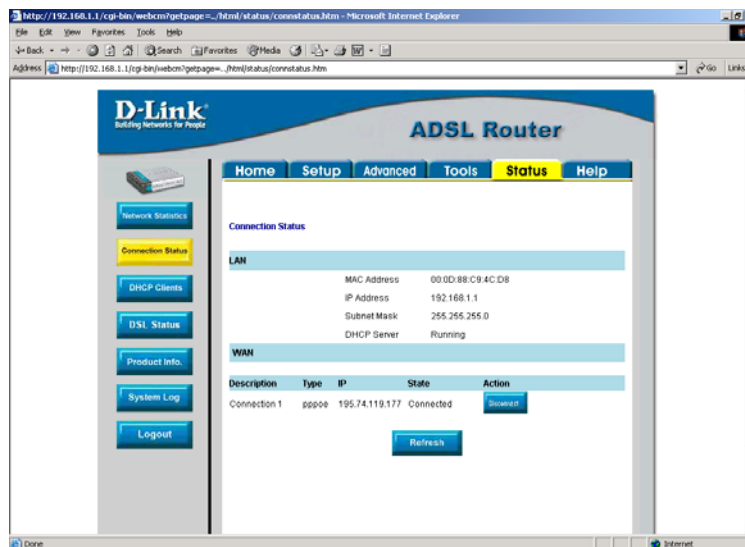 http://192.168.1.1/cgi-bin/webcm?getpage=../html/status/connstatus.htm - Microsoft Internet Explorer
File Edit View Favorites Tools Help
Back Search Favorites Media
Address http://192.168.1.1/cgi-bin/webcm?getpage=../html/status/connstatus.htm Go Links
D-Link
Building Networks for People
ADSL Router
Home Setup Advanced Tools Status Help
Network Statistics
Connection Status
DHCP Clients
DSL Status
Product Info.
System Log
Logout
Connection Status
LAN
MAC Address 00:0D:88:C9:4C:D8
IP Address 192.168.1.1
Subnet Mask 255.255.255.0
DHCP Server Running
WAN
Description Type IP State Action
Connection 1 pppoe 195.74.119.177 Connected Disconnect
Refresh
Done Internet